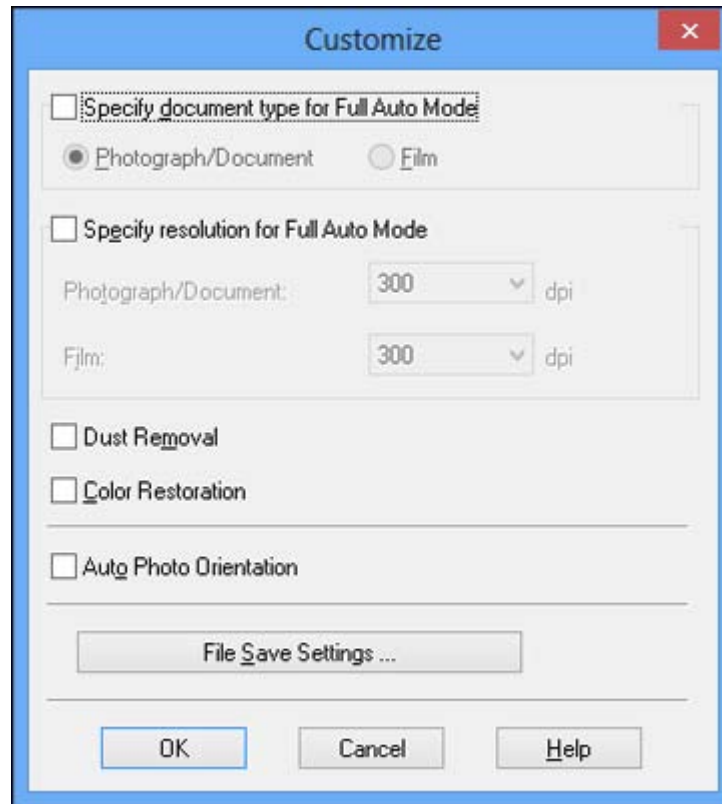 Customize
Specify document type for Full Auto Mode
Photograph/Document Film
Specify resolution for Full Auto Mode
Photograph/Document: 300 dpi
Film: 300 dpi
Dust Removal
Color Restoration
Auto Photo Orientation
File Save Settings ...
OK Cancel Help